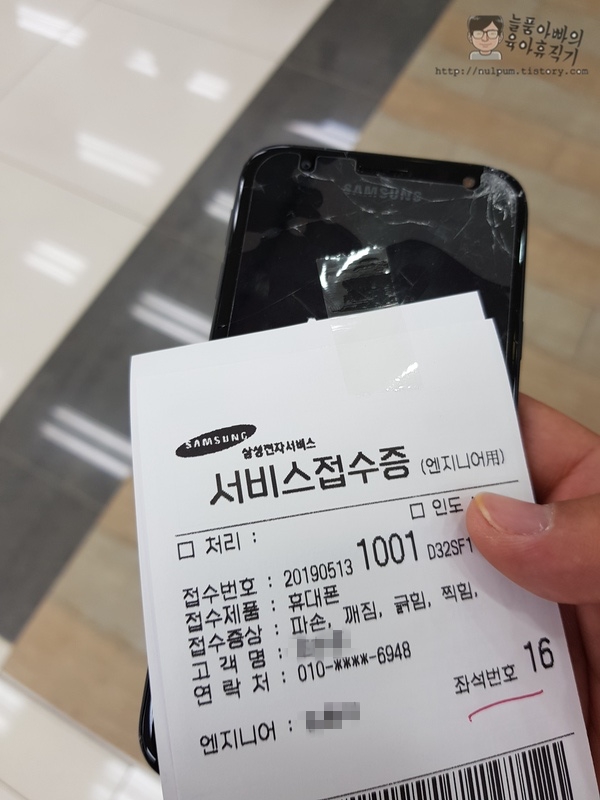 늘품아빠의
육아휴직기
http://nulpum.tistory.com
SAMSUNG
SAMSUNG 삼성전자서비스
서비스접수증 (엔지니어用)
□ 인도 :
□ 처리 :
접수번호 : 20190513 1001 D32SF1
접수제품 : 휴대폰
접수증상 : 파손, 깨짐, 긁힘, 찍힘,
고 객 명 :
연 락 처 : 010-****-6948
좌석번호 16
엔지니어 :